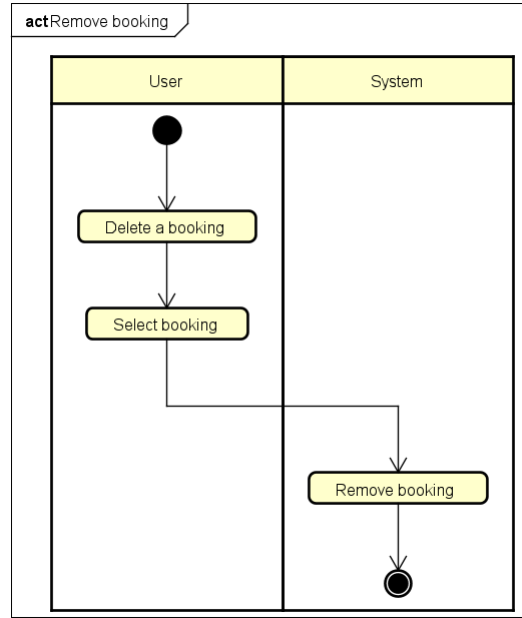 act Remove booking
User
System
Delete a booking
Select booking
Remove booking